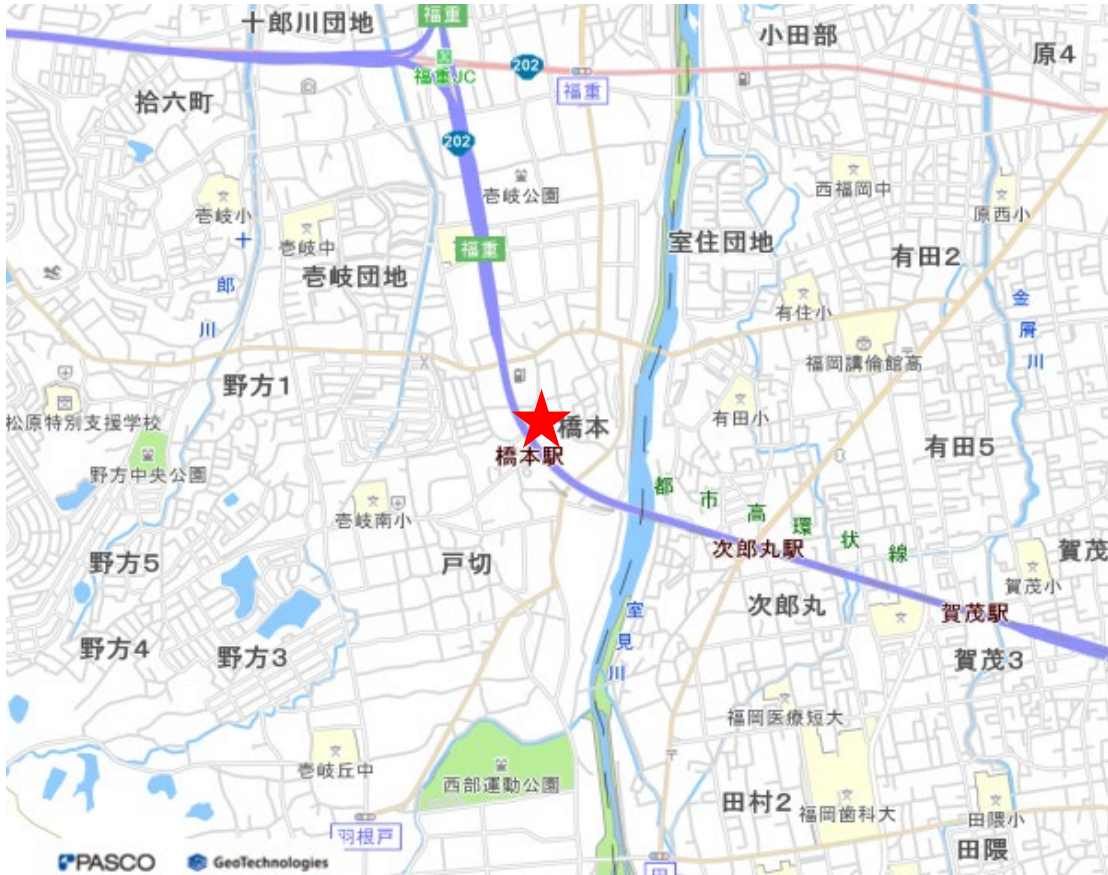 福重
十郎川団地
小田部
原4
202
福重JC
福重
拾六町
202
壱岐公園
西福岡中
壱岐小
原西小
壱岐中
十郎川
福重
室住団地
有田2
壱岐団地
金屑川
有住小
福岡講倫館高
野方1
松原特別支援学校
有田小
橋本
橋本駅
有田5
野方中央公園
都市高環状線
壱岐南小
次郎丸駅
賀茂
野方5
戸切
賀茂小
次郎丸
賀茂駅
室見川
野方4
野方3
賀茂3
福岡医療短大
壱岐丘中
西部運動公園
田村2
福岡歯科大
田隈小
羽根戸
田隈
PASCO
GeoTechnologies